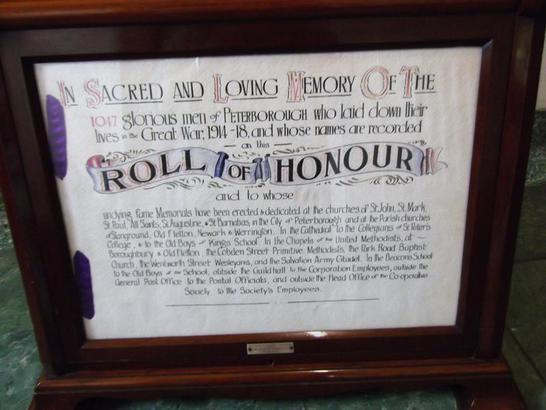 IN SACRED AND LOVING MEMORY OF THE
1047 glorious men of PETERBOROUGH who laid down their
lives in the Great War, 1914-18, and whose names are recorded
on this
ROLL OF HONOUR
and to whose
undying fame Memorials have been erected & dedicated at the churches of St John, St Mark,
St Paul, All Saints, St Augustine, & St Barnabas, in the City of Peterborough and at the Parish churches
of Stanground, Old Fletton, Newark & Werrington. In the Cathedral to the Collegians of St Peter's
College, & to the Old Boys of Kings School. In the Chapels of the United Methodists, at
Boroughbury & Old Fletton, the Cobden Street Primitive Methodists, the Park Road Baptist
Church, the Wentworth Street Wesleyans, and the Salvation Army Citadel. In the Deacons School
to the Old Boys of the School, outside the Guildhall to the Corporation Employees, outside the
General Post Office to the Postal Officials, and outside the Head Office of the Co-operative
Society to the Society's Employees.